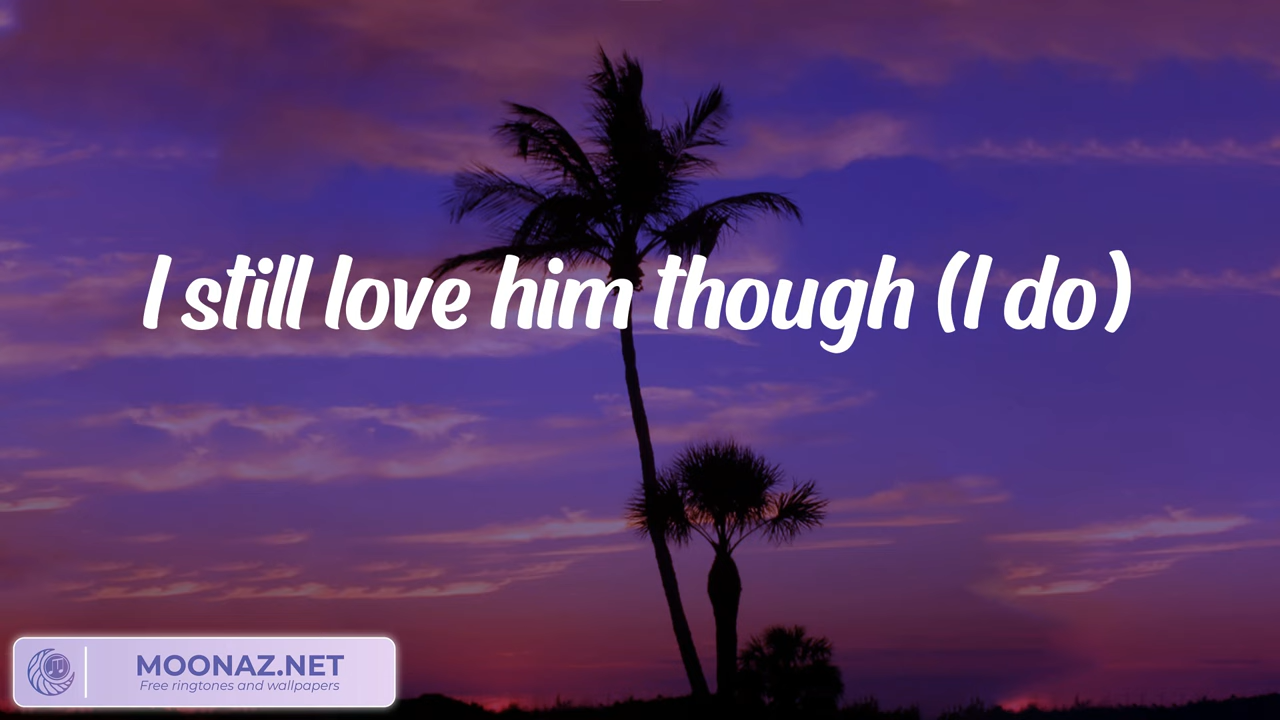 I still love him though (I do)
MOONAZ.NET
Free ringtones and wallpapers